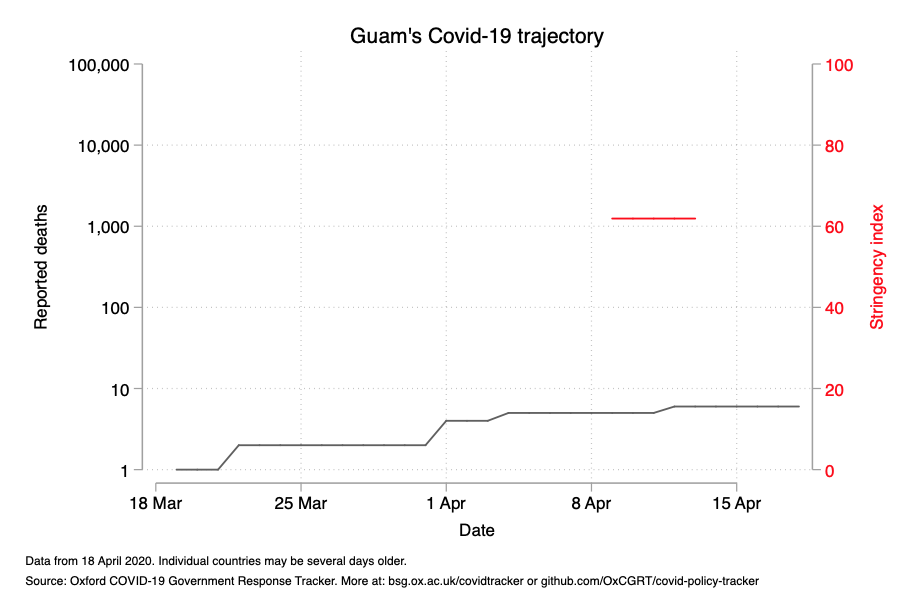 Guam's Covid-19 trajectory
100,000
10,000
1,000
100
10
1
Reported deaths
100
80
60
40
20
0
Stringency index
18 Mar
25 Mar
1 Apr
8 Apr
15 Apr
Date
Data from 18 April 2020. Individual countries may be several days older.
Source: Oxford COVID-19 Government Response Tracker. More at: bsg.ox.ac.uk/covidtracker or github.com/OxCGRT/covid-policy-tracker